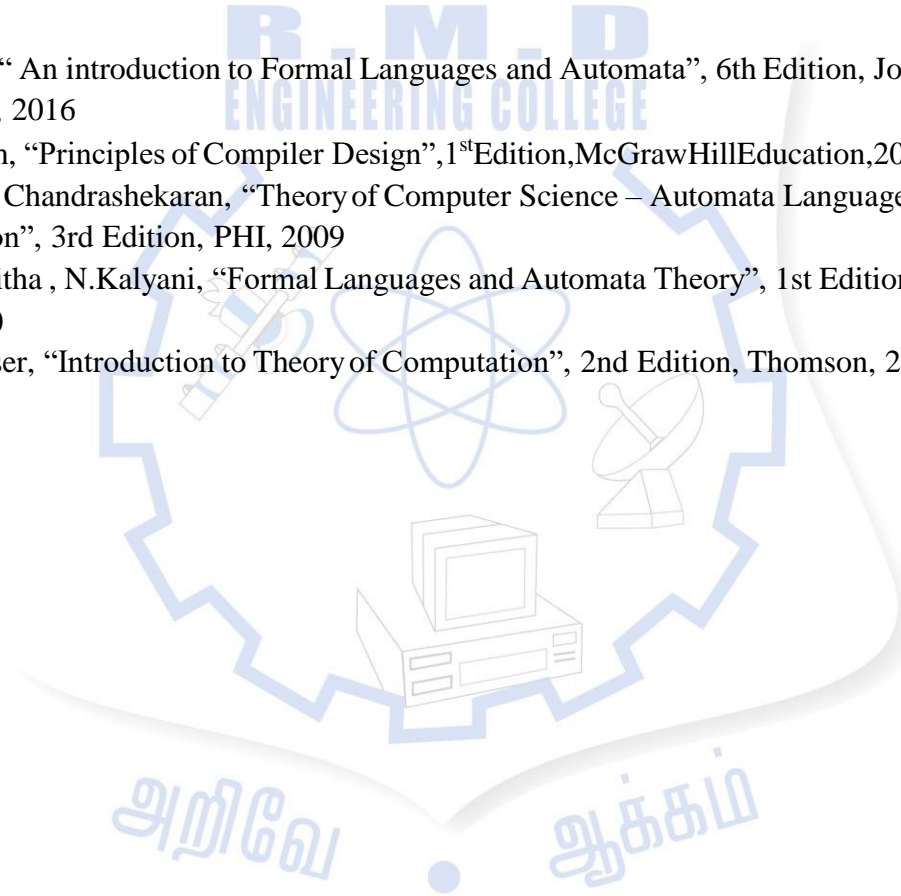 R . M . D
ENGINEERING COLLEGE
“ An introduction to Formal Languages and Automata”, 6th Edition, Jo
, 2016
n, “Principles of Compiler Design”,1stEdition,McGrawHillEducation,20
Chandrashekaran, “Theory of Computer Science – Automata Language
on”, 3rd Edition, PHI, 2009
itha , N.Kalyani, “Formal Languages and Automata Theory”, 1st Edition
ser, “Introduction to Theory of Computation”, 2nd Edition, Thomson, 2
அறிவே
ஆக்கம்